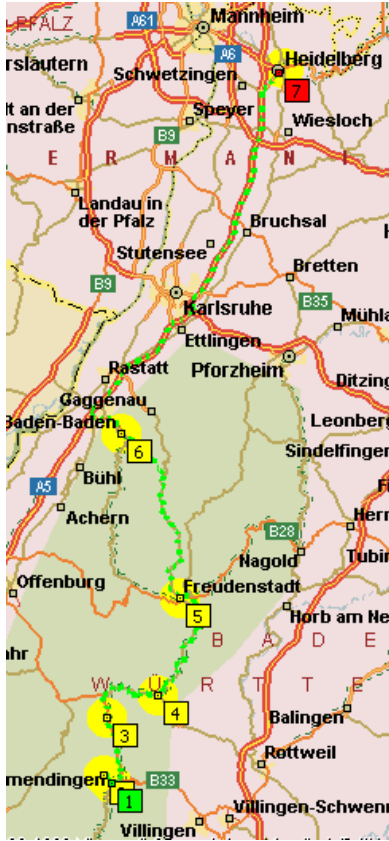 PFALZ
A61
Mannheim
A6
Heidelberg
rslautern
Schwetzingen
7
lt an der
nstraße
Speyer
Wiesloch
B9
E R M A N I
Landau in
der Pfalz
Bruchsal
Stutensee
Bretten
B9
B35
Karlsruhe
Mühla
Ettlingen
Pforzheim
Rastatt
Ditzing
Gaggenau
Leonberg
Baden-Baden
Sindelfingen
6
Bühl
A5
Achern
Herr
B28
Nagold
Tubin
Offenburg
Freudenstadt
5
Horb am Ne
B A D E
ahr
W Ü R T T E
4
3
Balingen
Rottweil
mendingen
B33
1
Villingen-Schwenn
Villingen